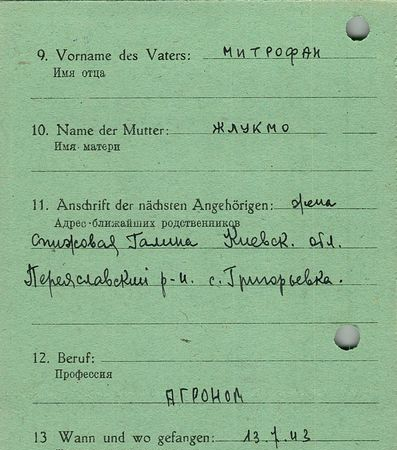 9. Vorname des Vaters: МИТРОФАН
Имя отца
10. Name der Mutter: ЖЛУКМО
Имя матери
11. Anschrift der nächsten Angehörigen: жена
Адрес ближайших родственников
Галина Киевск. обл.
Переяславский р-н. с. Григорьевка.
12. Beruf:
Профессия
АГРОНОМ
13 Wann und wo gefangen: 13.7.43